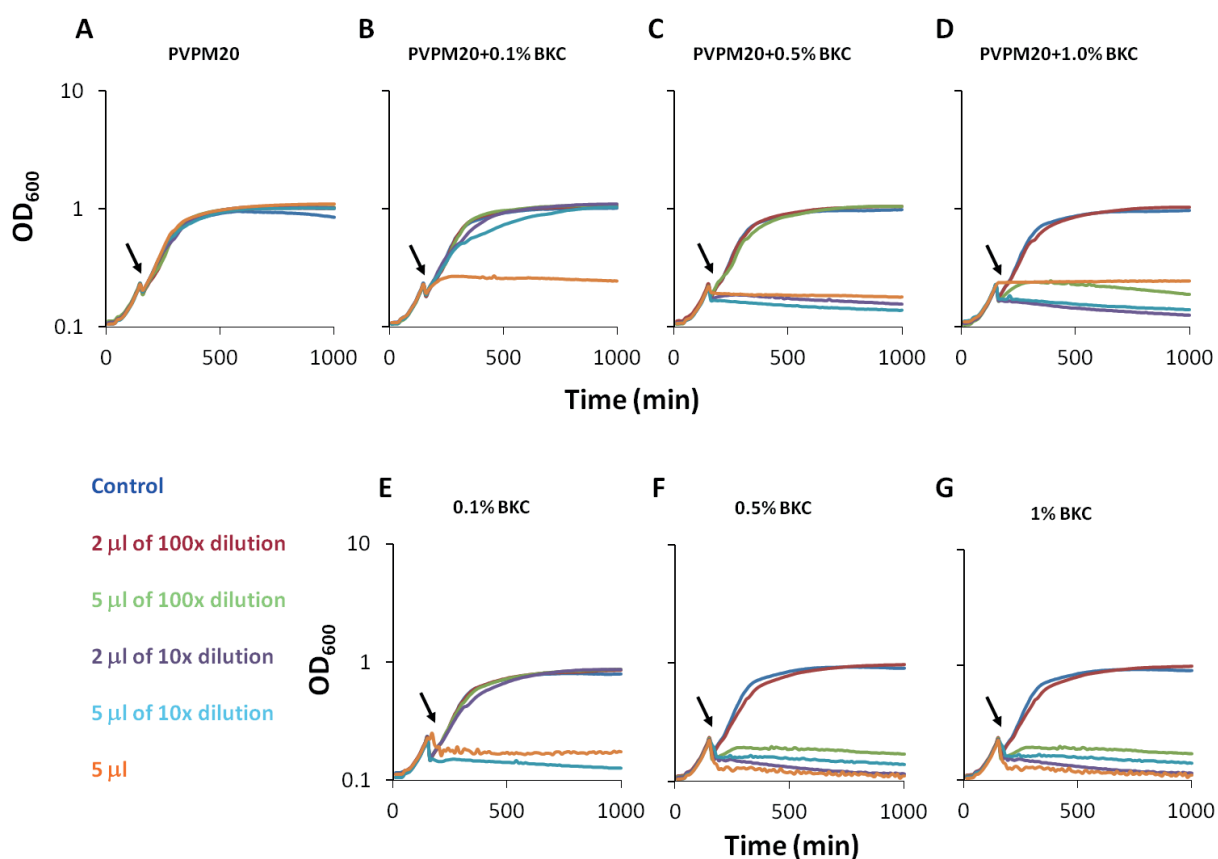 A
B
C
D
PVPM20
PVPM20+0.1% BKC
PVPM20+0.5% BKC
PVPM20+1.0% BKC
10
1
0.1
OD600
0 500 1000
0 500 1000
0 500 1000
0 500 1000
Time (min)
Control
2 µl of 100x dilution
5 µl of 100x dilution
2 µl of 10x dilution
5 µl of 10x dilution
5 µl
E
F
G
0.1% BKC
0.5% BKC
1% BKC
10
1
0.1
OD600
0 500 1000
0 500 1000
0 500 1000
Time (min)